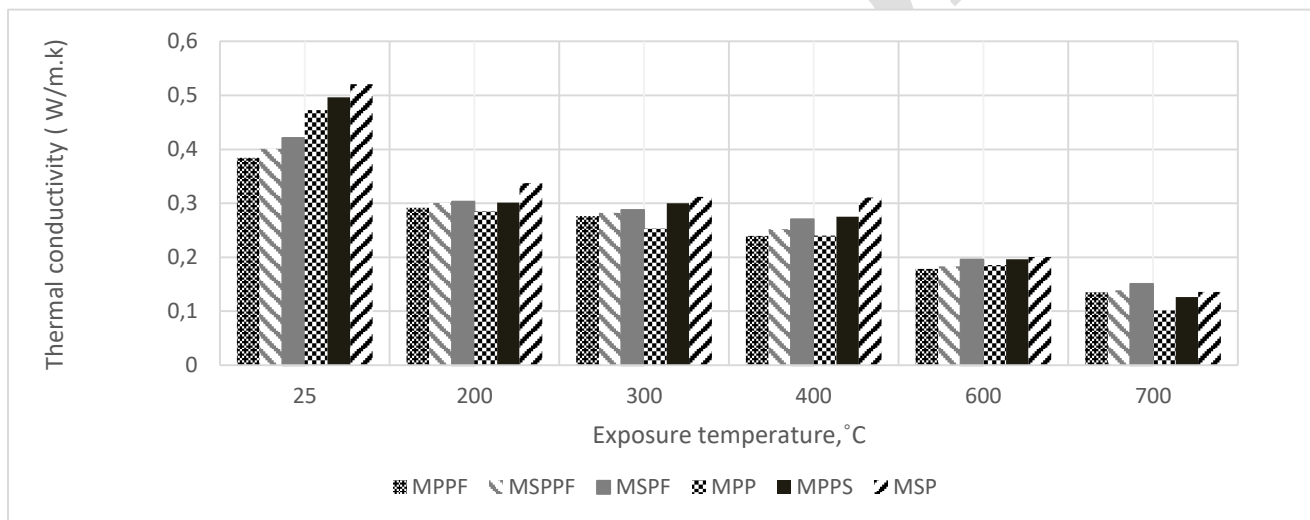 Thermal conductivity ( W/m.k)
0,6
0,5
0,4
0,3
0,2
0,1
0
25 200 300 400 600 700
Exposure temperature,˚C
MPPF MSPPF MSPF MPP MPPS MSP